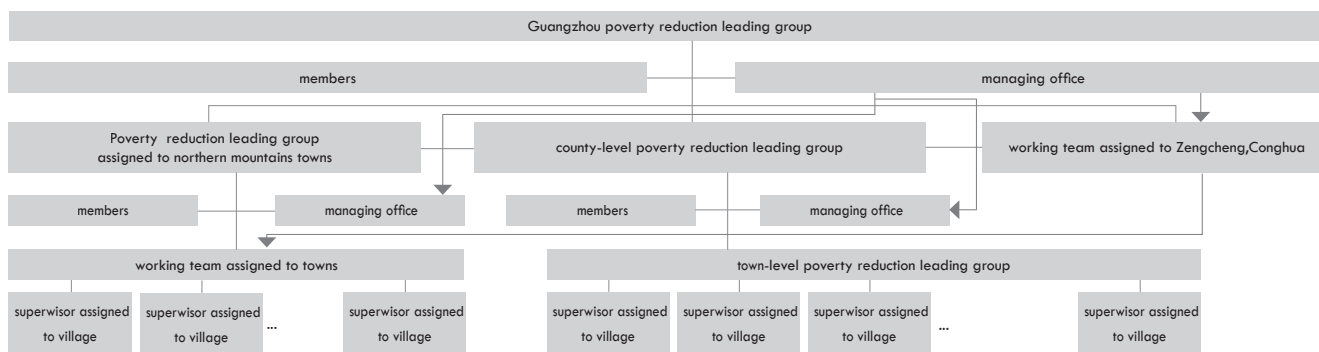 Guangzhou poverty reduction leading group
members
managing office
Poverty reduction leading group
assigned to northern mountains towns
county-level poverty reduction leading group
working team assigned to Zengcheng,Conghua
members
managing office
members
managing office
working team assigned to towns
town-level poverty reduction leading group
superwisor assigned
to village
superwisor assigned
to village
...
superwisor assigned
to village
superwisor assigned
to village
superwisor assigned
to village
superwisor assigned
to village
...
superwisor assigned
to village